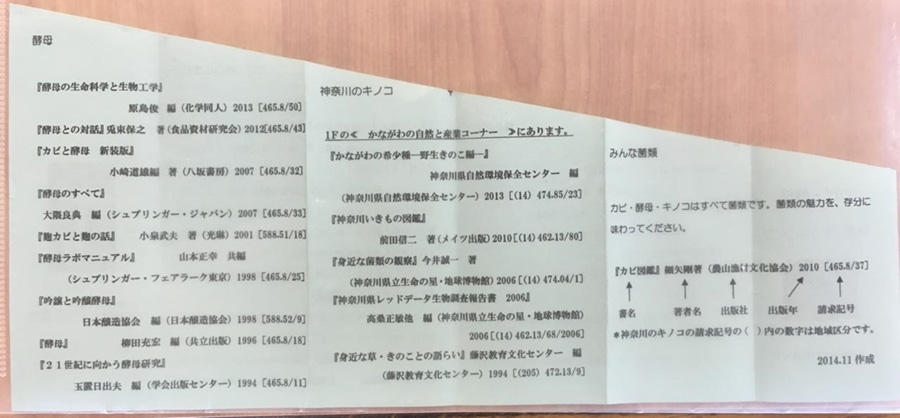 酵母
『酵母の生命科学と生物工学』
原島俊 編（化学同人）2013 [465.8/50]
『酵母との対話』兎束保之 著（食品資材研究会）2012[465.8/43]
『カビと酵母 新装版』
小崎道雄編 著（八坂書房）2007 [465.8/32]
『酵母のすべて』
大隅良典 編（シュプリンガー・ジャパン）2007 [465.8/33]
『麹カビと麹の話』 小泉武夫 著（光琳）2001 [588.51/18]
『酵母ラボマニュアル』 山本正幸 共編
（シュプリンガー・フェアラーク東京）1998 [465.8/25]
『吟醸と吟醸酵母』
日本醸造協会 編（日本醸造協会）1998 [588.52/9]
『酵母』 柳田充宏 編（共立出版）1996 [465.8/18]
『２１世紀に向かう酵母研究』
玉置日出夫 編（学会出版センター）1994 [465.8/11]
神奈川のキノコ
１Fの≪ かながわの自然と産業コーナー ≫にあります。
『かながわの希少種―野生きのこ編―』
神奈川県自然環境保全センター 編
（神奈川県自然環境保全センター）2013 [(14) 474.85/23]
『神奈川いきもの図鑑』
前田信二 著（メイツ出版）2010 [(14) 462.13/80]
『身近な菌類の観察』今井誠一 著
（神奈川県立生命の星・地球博物館）2006 [(14) 474.04/1]
『神奈川県レッドデータ生物調査報告書 2006』
高桑正敏他 編（神奈川県立生命の星・地球博物館）
2006 [(14) 462.13/68/2006]
『身近な草・きのことの語らい』藤沢教育文化センター 編
（藤沢教育文化センター）1994 [(205) 472.13/9]
みんな菌類
カビ・酵母・キノコはすべて菌類です。菌類の魅力を、存分に
味わってください。
『カビ図鑑』細矢剛著（農山漁村文化協会）2010 [465.8/37]
書名 著者名 出版社 出版年 請求記号
＊神奈川のキノコの請求記号の（ ）内の数字は地域区分です。
2014.11 作成